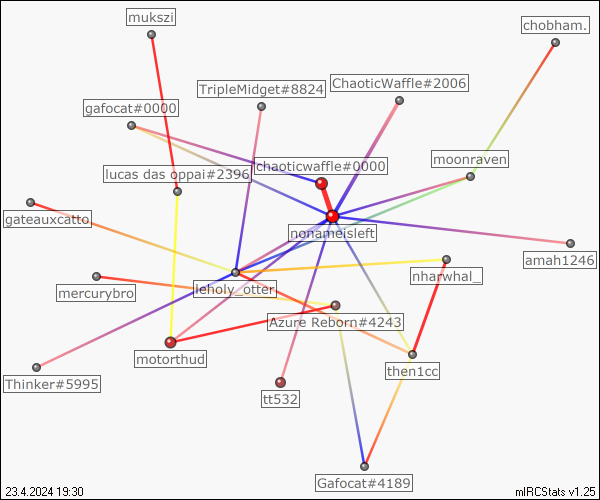 mukszi
chobham.
TripleMidget#8824
ChaoticWaffle#2006
gafocat#0000
chaoticwaffle#0000
moonraven
lucas das oppai#2396
gateauxcatto
nonameisleft
amah1246
nharwhal_
leholy_otter
mercurybro
Azure Reborn#4243
motorthud
then1cc
Thinker#5995
tt532
Gafocat#4189
23.4.2024 19:30
mIRCStats v1.25